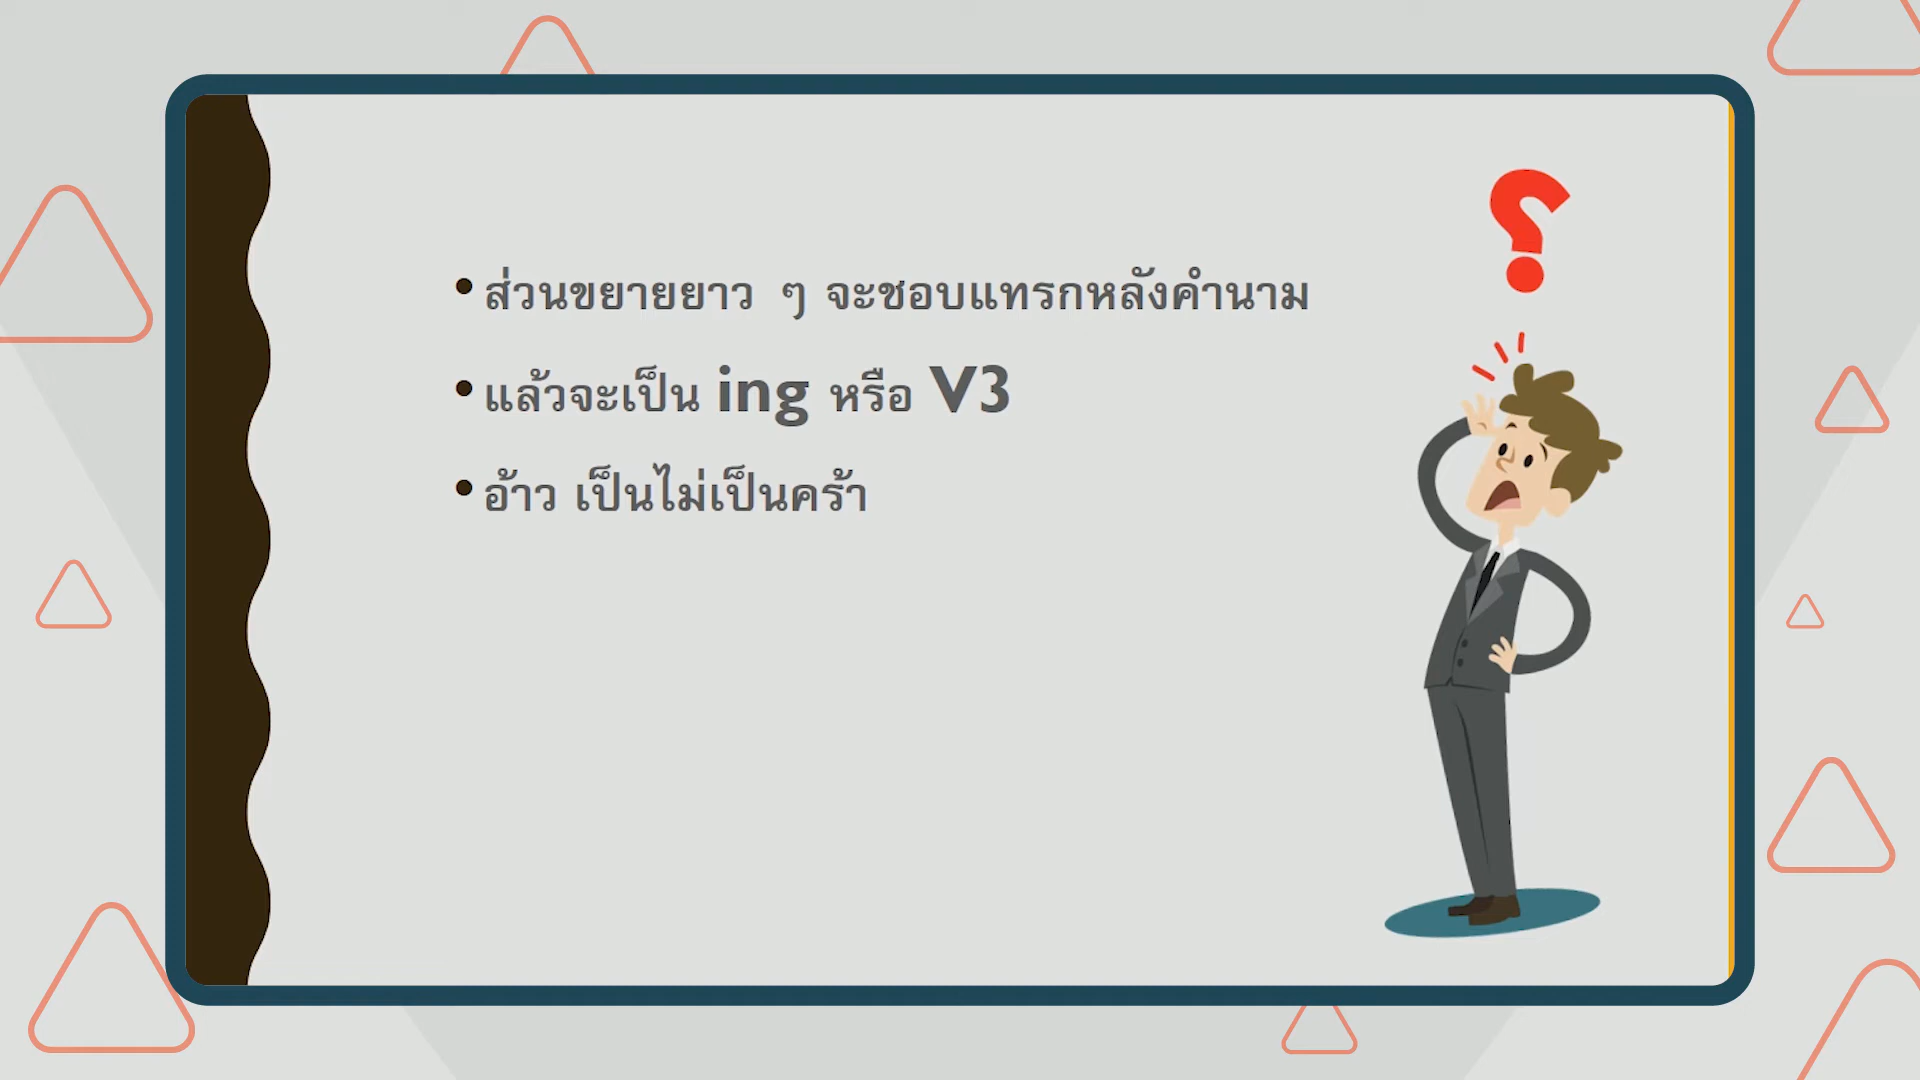 • ส่วนขยายยาว ๆ จะชอบแทรกหลังคำนาม
• แล้วจะเป็น ing หรือ V3
• อ้าว เป็นไม่เป็นคร้า
?